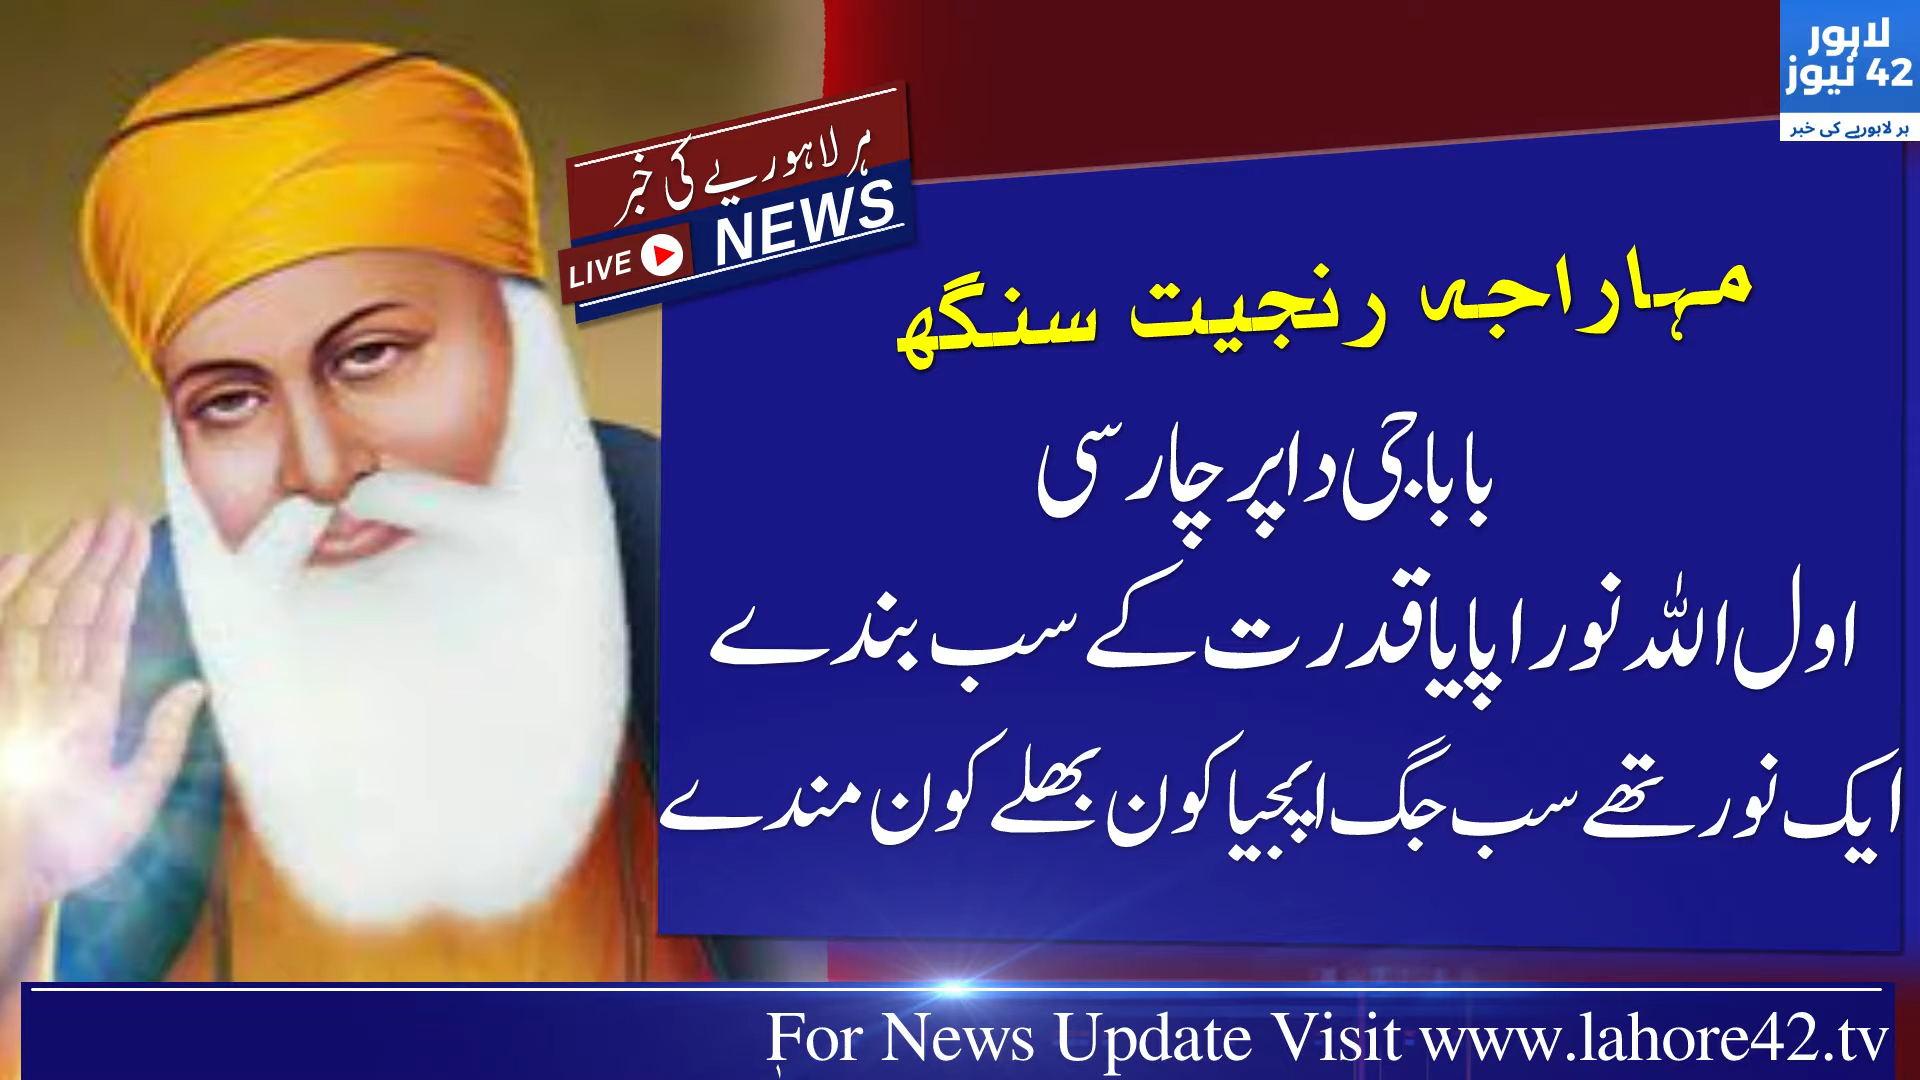 لاہور
42 نیوز
ہر لاہوریے کی خبر
ہر لاہوریے کی خبر
NEWS
LIVE
مہاراجہ رنجیت سنگھ
بابا جی دا پرچار سی
اول اللہ نور اپایا قدرت کے سب بندے
ایک نور تھے سب جگ اپجیا کون بھلے کون مندے
For News Update Visit www.lahore42.tv